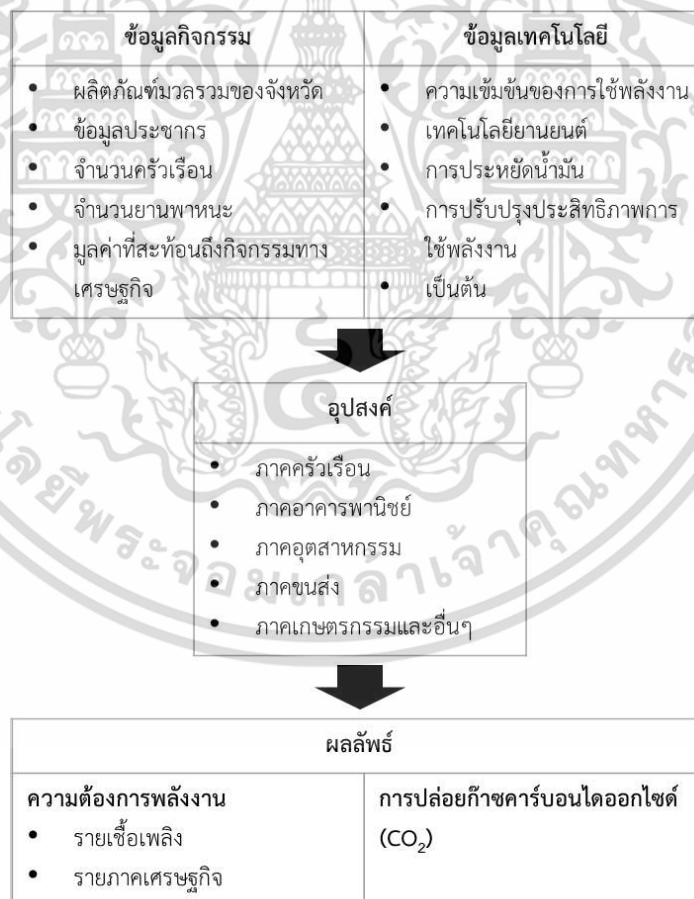 ข้อมูลกิจกรรม
• ผลิตภัณฑ์มวลรวมของจังหวัด
• ข้อมูลประชากร
• จำนวนครัวเรือน
• จำนวนยานพาหนะ
• มูลค่าที่สะท้อนถึงกิจกรรมทาง
เศรษฐกิจ
ข้อมูลเทคโนโลยี
• ความเข้มข้นของการใช้พลังงาน
• เทคโนโลยียานยนต์
• การประหยัดน้ำมัน
• การปรับปรุงประสิทธิภาพการ
ใช้พลังงาน
• เป็นต้น
อุปสงค์
• ภาคครัวเรือน
• ภาคอาคารพานิชย์
• ภาคอุตสาหกรรม
• ภาคขนส่ง
• ภาคเกษตรกรรมและอื่นๆ
ผลลัพธ์
ความต้องการพลังงาน
• รายเชื้อเพลิง
• รายภาคเศรษฐกิจ
การปล่อยก๊าซคาร์บอนไดออกไซด์
(CO₂)